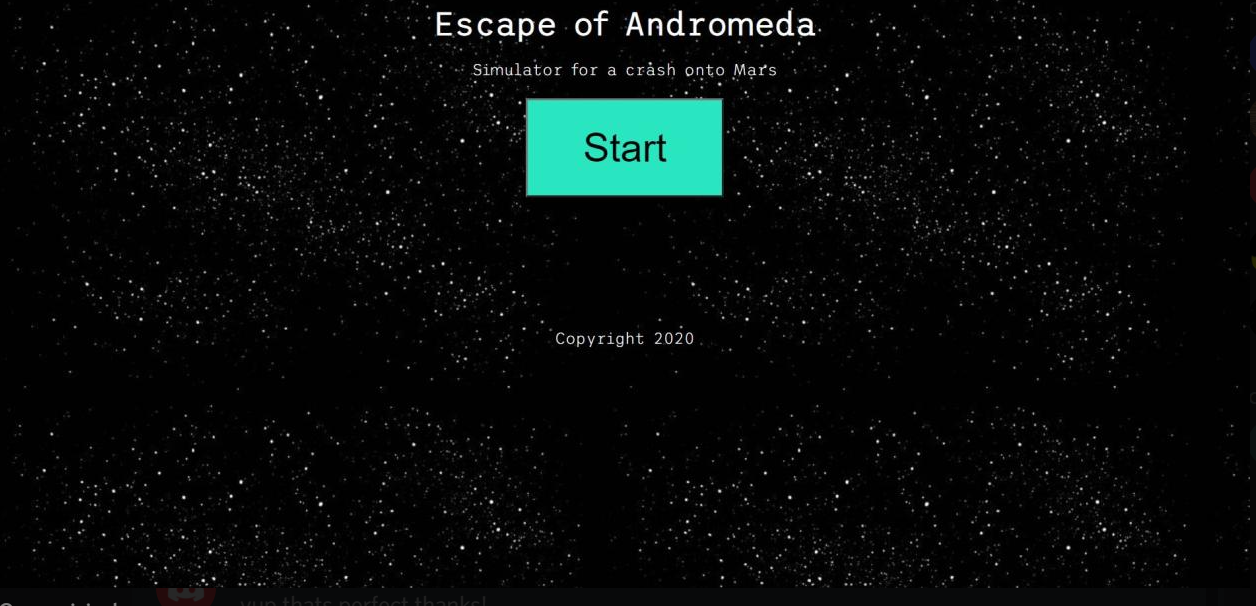 Escape of Andromeda
Simulator for a crash onto Mars
Start
Copyright 2020
yup thats perfect thanks!